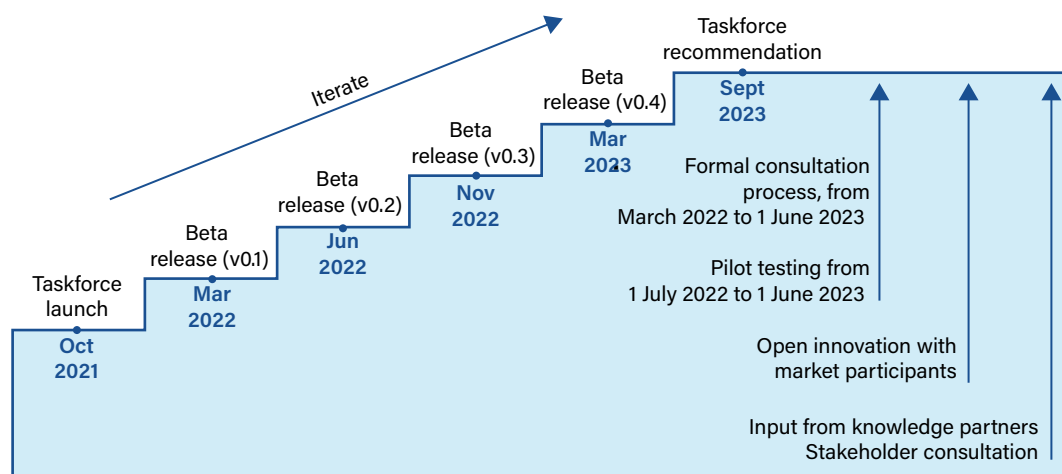 Taskforce
launch
Oct
2021
Beta
release (v0.1)
Mar
2022
Beta
release (v0.2)
Jun
2022
Beta
release (v0.3)
Nov
2022
Beta
release (v0.4)
Mar
2023
Taskforce
recommendation
Sept
2023
Iterate
Formal consultation
process, from
March 2022 to 1 June 2023
Pilot testing from
1 July 2022 to 1 June 2023
Open innovation with
market participants
Input from knowledge partners
Stakeholder consultation